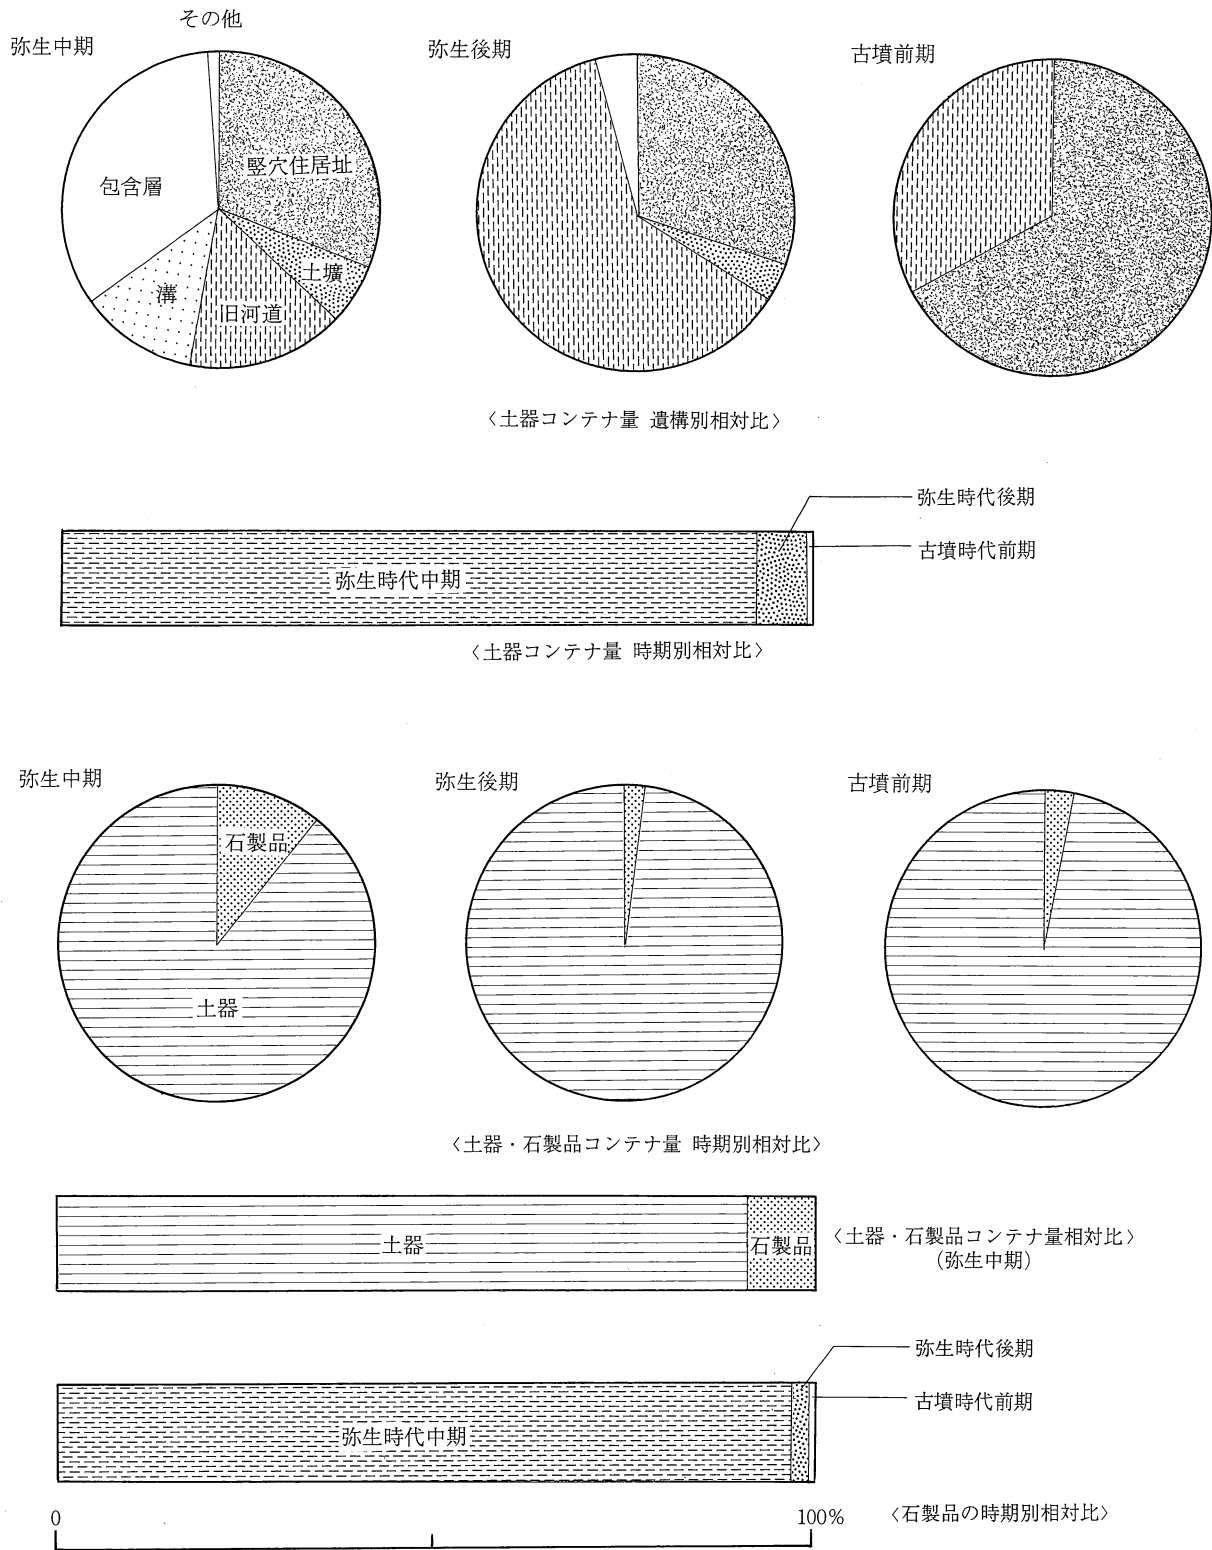 その他
弥生中期
弥生後期
古墳前期
竪穴住居址
包含層
土壙
溝
旧河道
〈土器コンテナ量 遺構別相対比〉
弥生時代後期
古墳時代前期
弥生時代中期
〈土器コンテナ量 時期別相対比〉
弥生中期
弥生後期
古墳前期
石製品
土器
〈土器・石製品コンテナ量 時期別相対比〉
土器
石製品
〈土器・石製品コンテナ量相対比〉
(弥生中期)
弥生時代後期
古墳時代前期
弥生時代中期
0
100%
〈石製品の時期別相対比〉